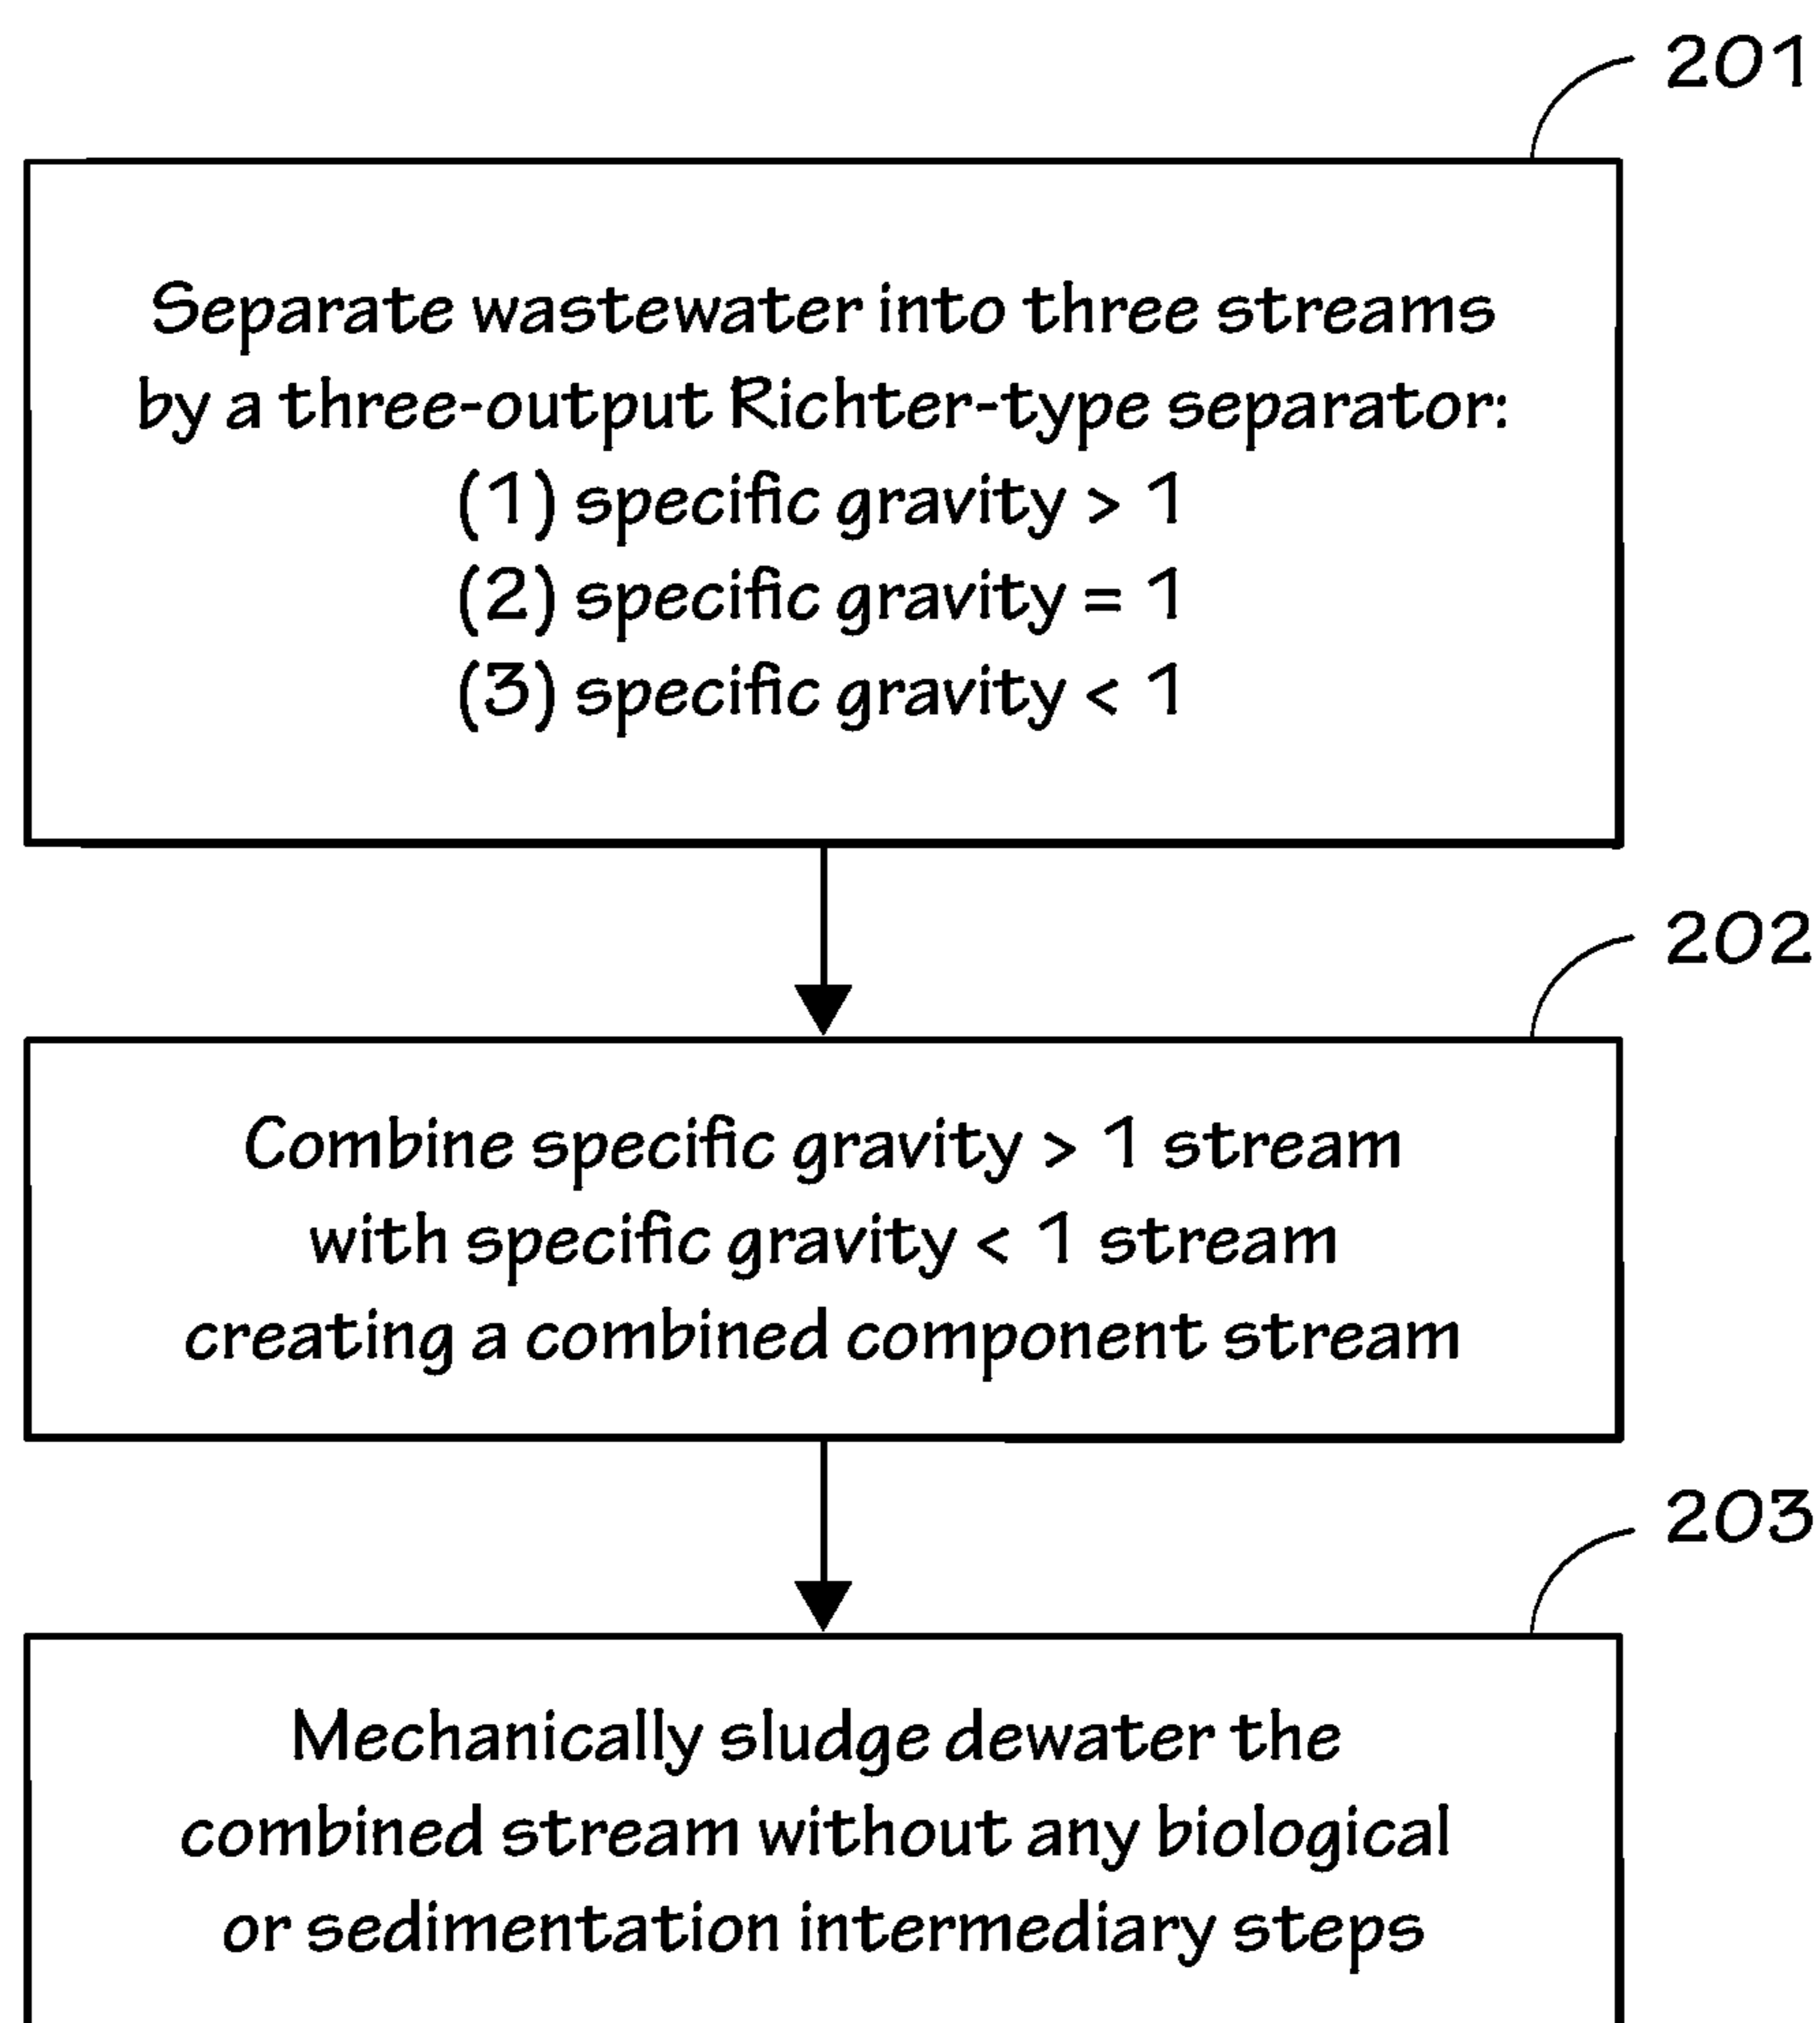 201
Separate wastewater into three streams
by a three-output Richter-type separator:
(1) specific gravity > 1
(2) specific gravity = 1
(3) specific gravity < 1
202
Combine specific gravity > 1 stream
with specific gravity < 1 stream
creating a combined component stream
203
Mechanically sludge dewater the
combined stream without any biological
or sedimentation intermediary steps